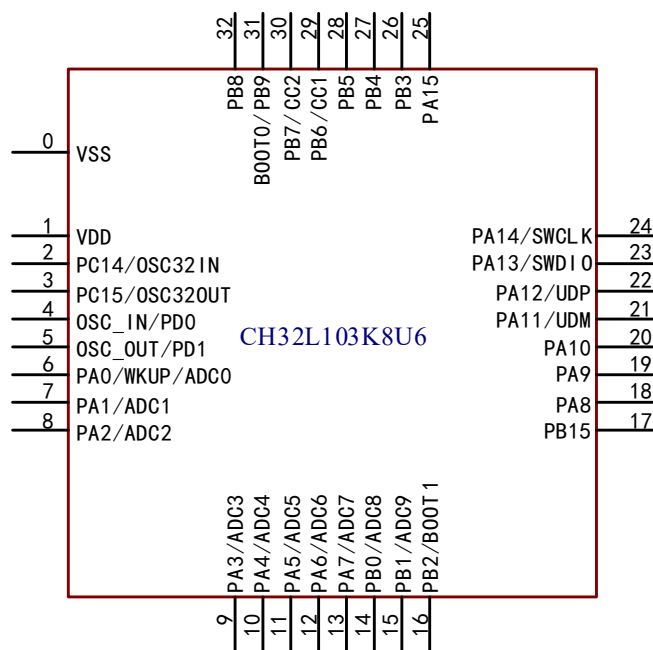 32 31 30 29 28 27 26 25
PB8
BOOT0/PB9
PB7/CC2
PB6/CC1
PB5
PB4
PB3
PA15
0 VSS
1 VDD
2 PC14/OSC32IN
3 PC15/OSC32OUT
4 OSC_IN/PD0
5 OSC_OUT/PD1
6 PA0/WKUP/ADC0
7 PA1/ADC1
8 PA2/ADC2
CH32L103K8U6
PA14/SWCLK 24
PA13/SWDIO 23
PA12/UDP 22
PA11/UDM 21
PA10 20
PA9 19
PA8 18
PB15 17
PA3/ADC3
PA4/ADC4
PA5/ADC5
PA6/ADC6
PA7/ADC7
PB0/ADC8
PB1/ADC9
PB2/BOOT1
9 10 11 12 13 14 15 16